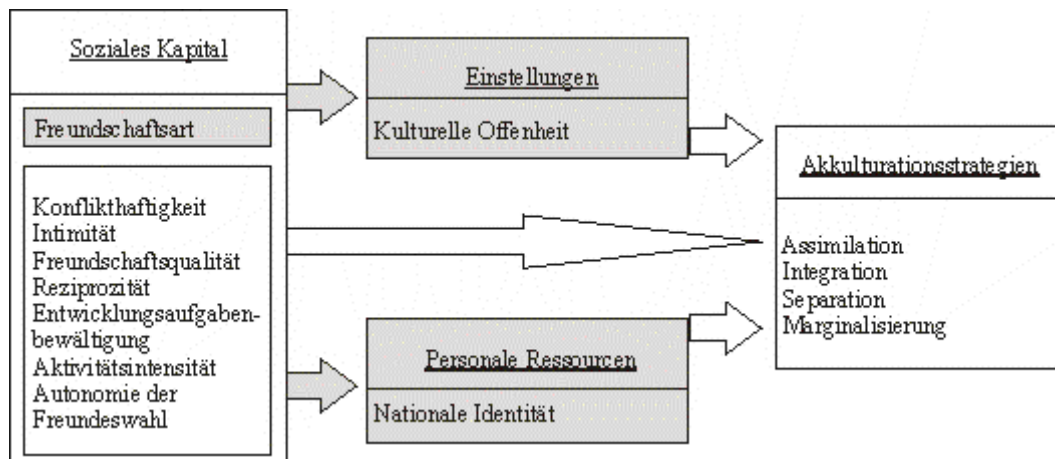 Soziales Kapital
Freundschaftsart
Konflikthaftigkeit
Intimität
Freundschaftsqualität
Reziprozität
Entwicklungsaufgaben-
bewältigung
Aktivitätsintensität
Autonomie der
Freundeswahl
Einstellungen
Kulturelle Offenheit
Personale Ressourcen
Nationale Identität
Akkulturationsstrategien
Assimilation
Integration
Separation
Marginalisierung